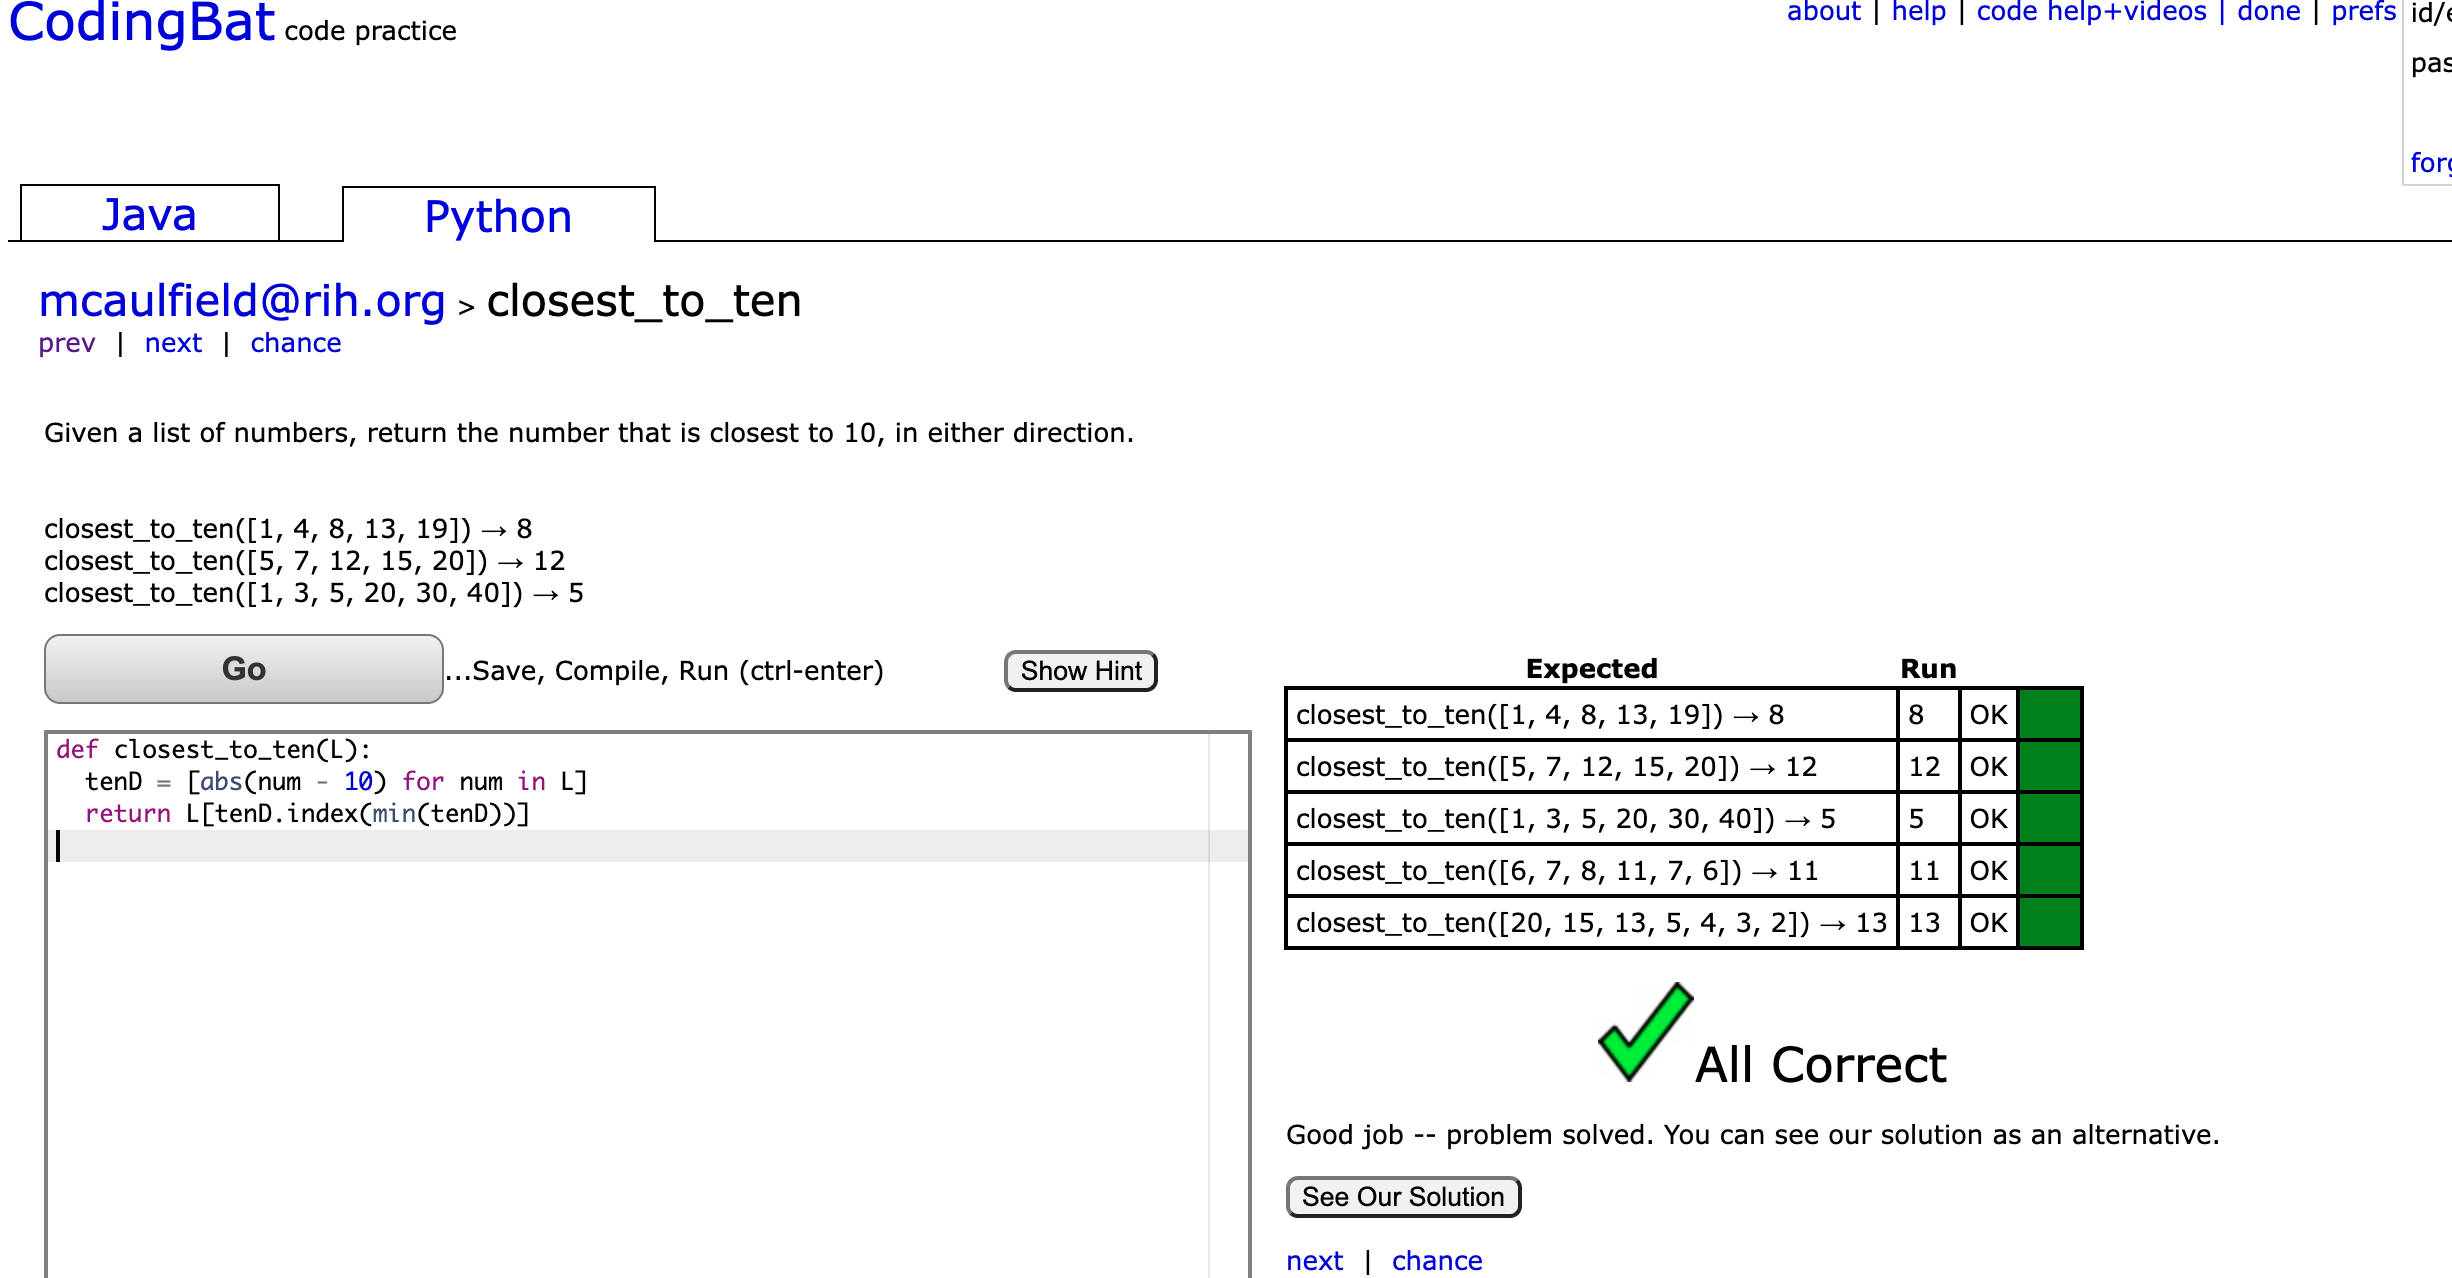 CodingBat code practice
about | help | code help+videos | done | prefs
id/e
pas
forg
Java
Python
mcaulfield@rih.org > closest_to_ten
prev | next | chance
Given a list of numbers, return the number that is closest to 10, in either direction.
closest_to_ten([1, 4, 8, 13, 19]) → 8
closest_to_ten([5, 7, 12, 15, 20]) → 12
closest_to_ten([1, 3, 5, 20, 30, 40]) → 5
Go ...Save, Compile, Run (ctrl-enter) Show Hint
def closest_to_ten(L):
  tenD = [abs(num - 10) for num in L]
  return L[tenD.index(min(tenD))]
Expected Run
closest_to_ten([1, 4, 8, 13, 19]) → 8 8 OK
closest_to_ten([5, 7, 12, 15, 20]) → 12 12 OK
closest_to_ten([1, 3, 5, 20, 30, 40]) → 5 5 OK
closest_to_ten([6, 7, 8, 11, 7, 6]) → 11 11 OK
closest_to_ten([20, 15, 13, 5, 4, 3, 2]) → 13 13 OK
All Correct
Good job -- problem solved. You can see our solution as an alternative.
See Our Solution
next | chance